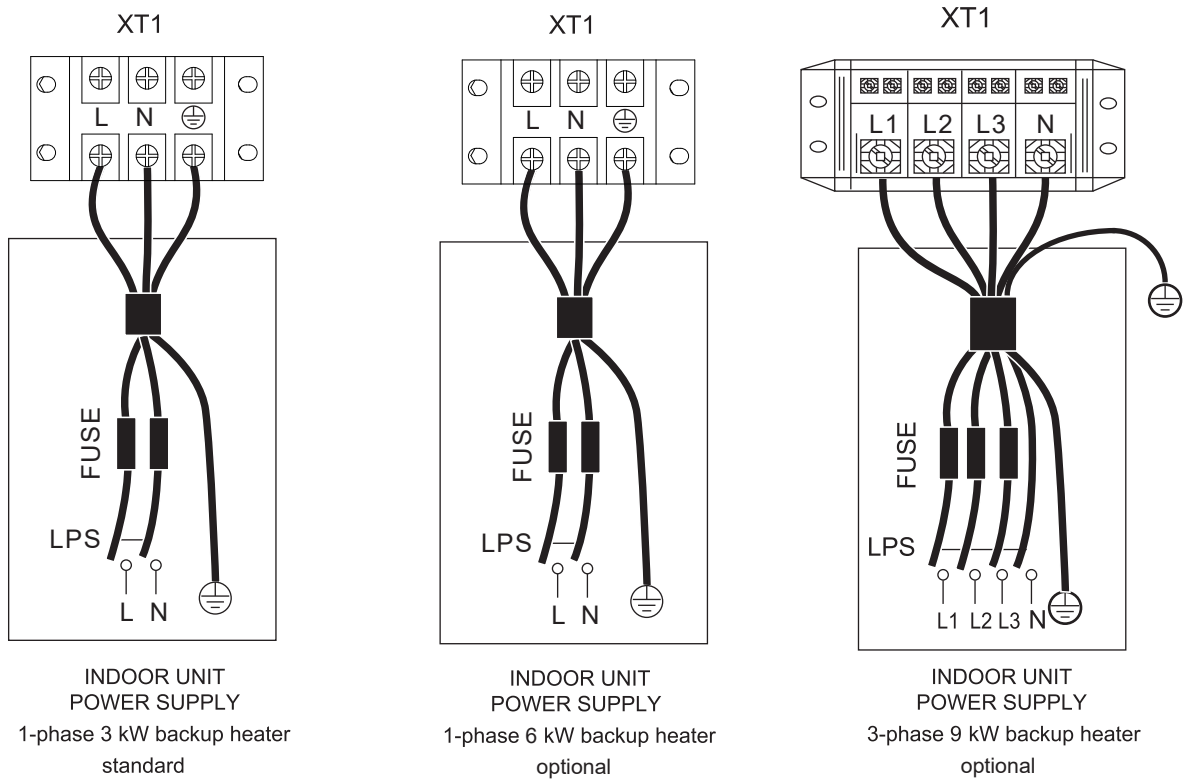 XT1
L N
FUSE
LPS
L N
INDOOR UNIT
POWER SUPPLY
1-phase 3 kW backup heater
standard
XT1
L N
FUSE
LPS
L N
INDOOR UNIT
POWER SUPPLY
1-phase 6 kW backup heater
optional
XT1
L1 L2 L3 N
FUSE
LPS
L1 L2 L3 N
INDOOR UNIT
POWER SUPPLY
3-phase 9 kW backup heater
optional